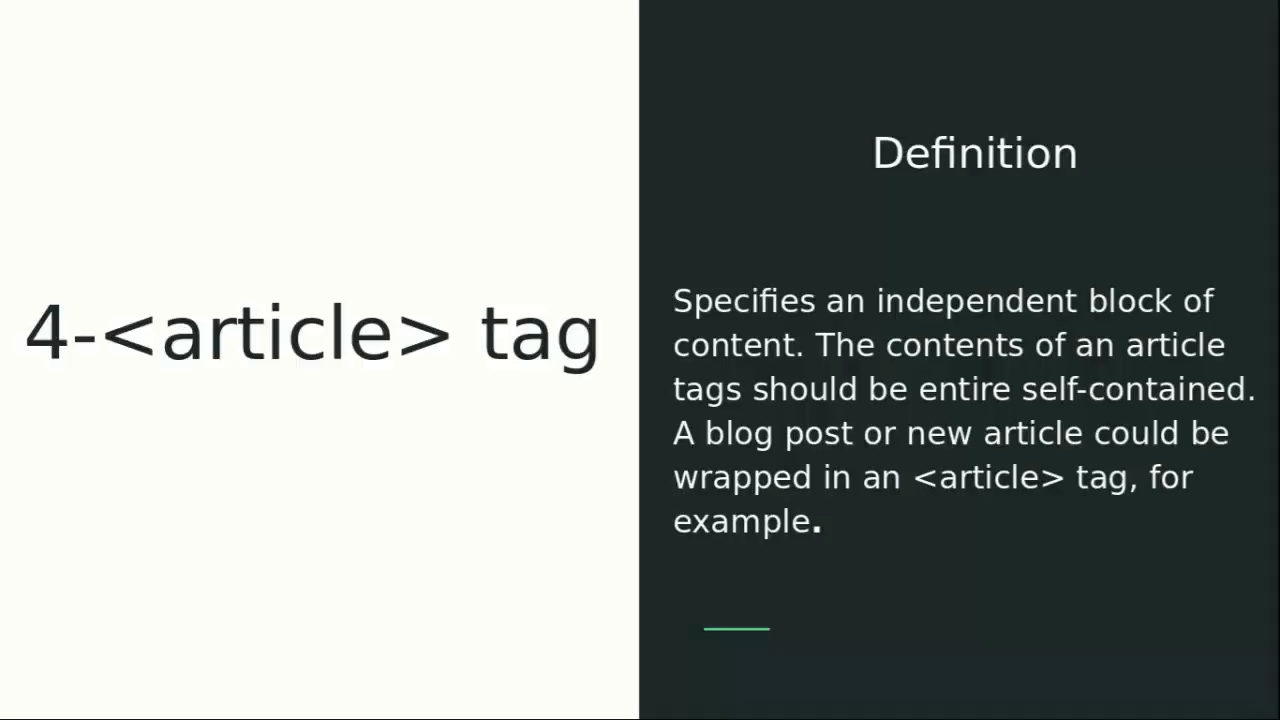 4-<article> tag
Definition
Specifies an independent block of
content. The contents of an article
tags should be entire self-contained.
A blog post or new article could be
wrapped in an <article> tag, for
example.